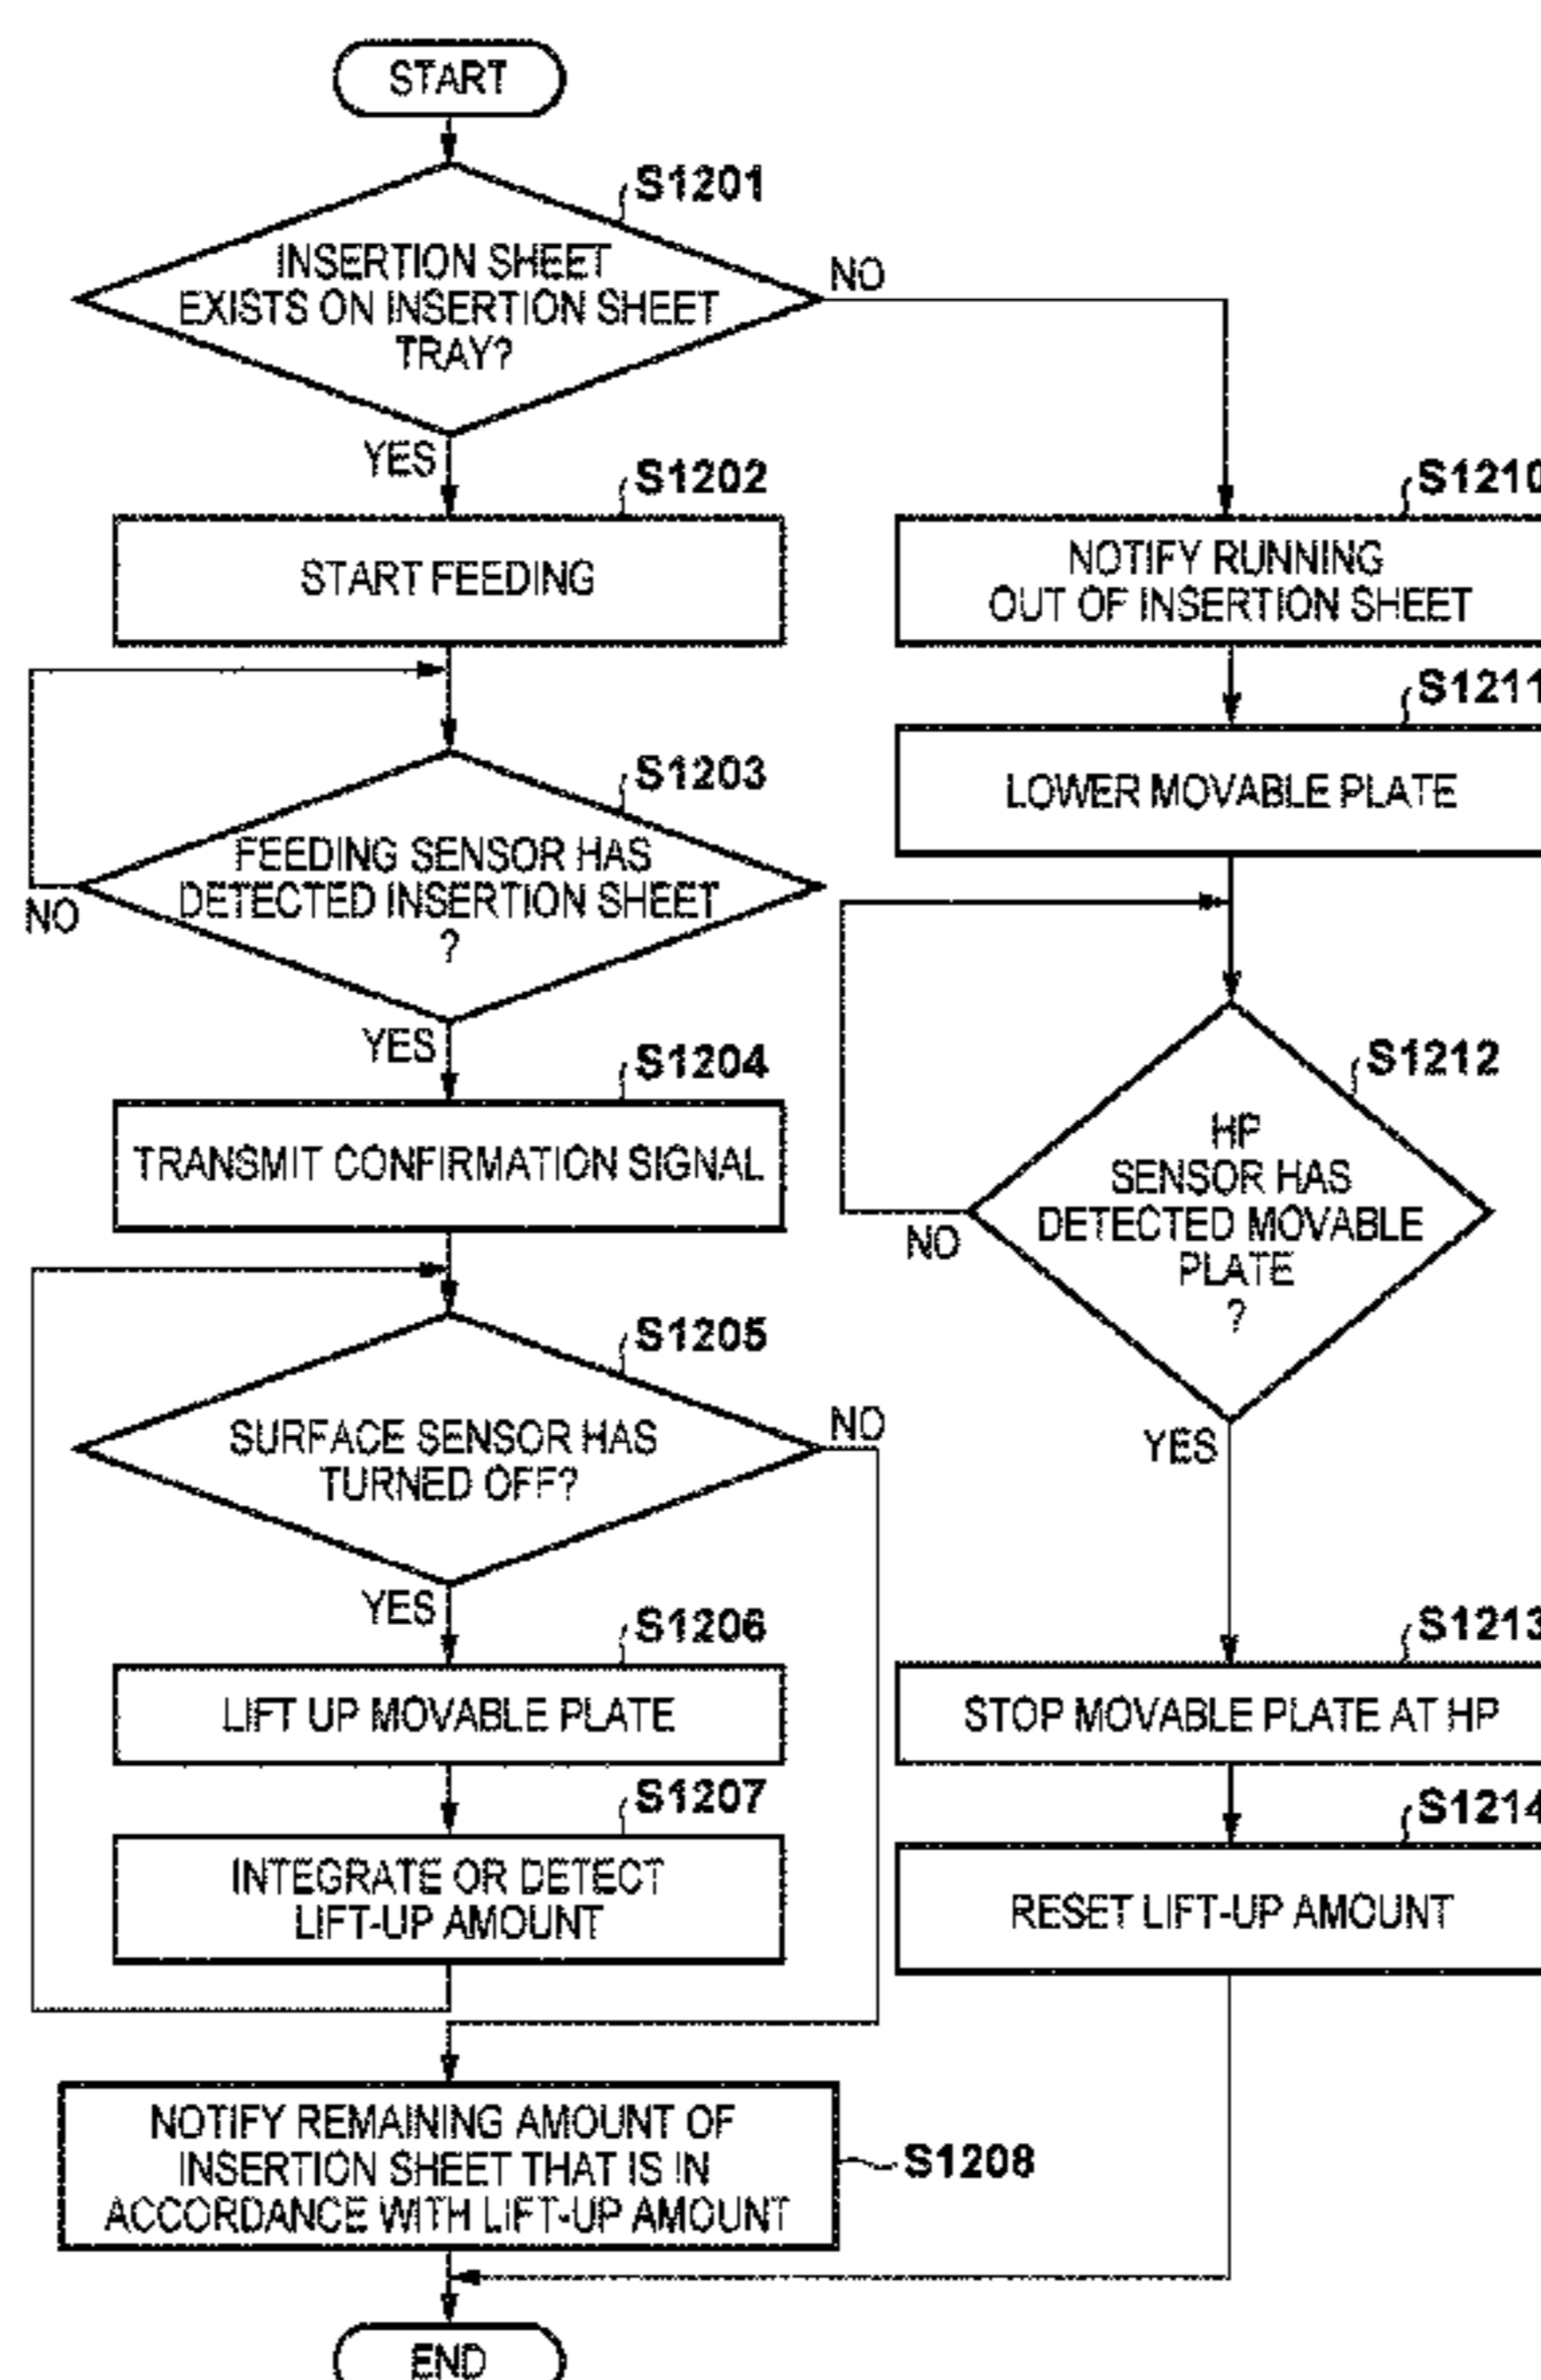 START
S1201
INSERTION SHEET
EXISTS ON INSERTION SHEET
TRAY?
NO
YES
S1202
START FEEDING
S1203
FEEDING SENSOR HAS
DETECTED INSERTION SHEET
?
NO
YES
S1204
TRANSMIT CONFIRMATION SIGNAL
S1205
SURFACE SENSOR HAS
TURNED OFF?
NO
YES
S1206
LIFT UP MOVABLE PLATE
S1207
INTEGRATE OR DETECT
LIFT-UP AMOUNT
NOTIFY REMAINING AMOUNT OF
INSERTION SHEET THAT IS IN
ACCORDANCE WITH LIFT-UP AMOUNT
S1208
S1210
NOTIFY RUNNING
OUT OF INSERTION SHEET
S1211
LOWER MOVABLE PLATE
S1212
HP
SENSOR HAS
DETECTED MOVABLE
PLATE
?
NO
YES
S1213
STOP MOVABLE PLATE AT HP
S1214
RESET LIFT-UP AMOUNT
END